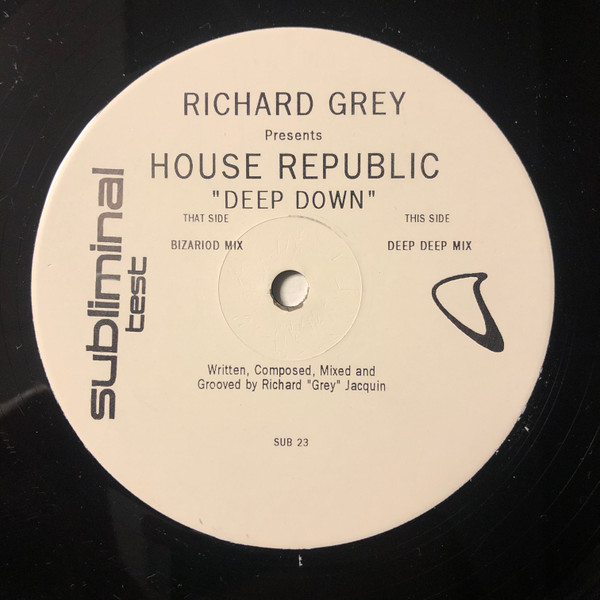 RICHARD GREY
Presents
HOUSE REPUBLIC
"DEEP DOWN"
THAT SIDE
BIZARIOD MIX
THIS SIDE
DEEP DEEP MIX
subliminal
test
Written, Composed, Mixed and
Grooved by Richard "Grey" Jacquin
SUB 23